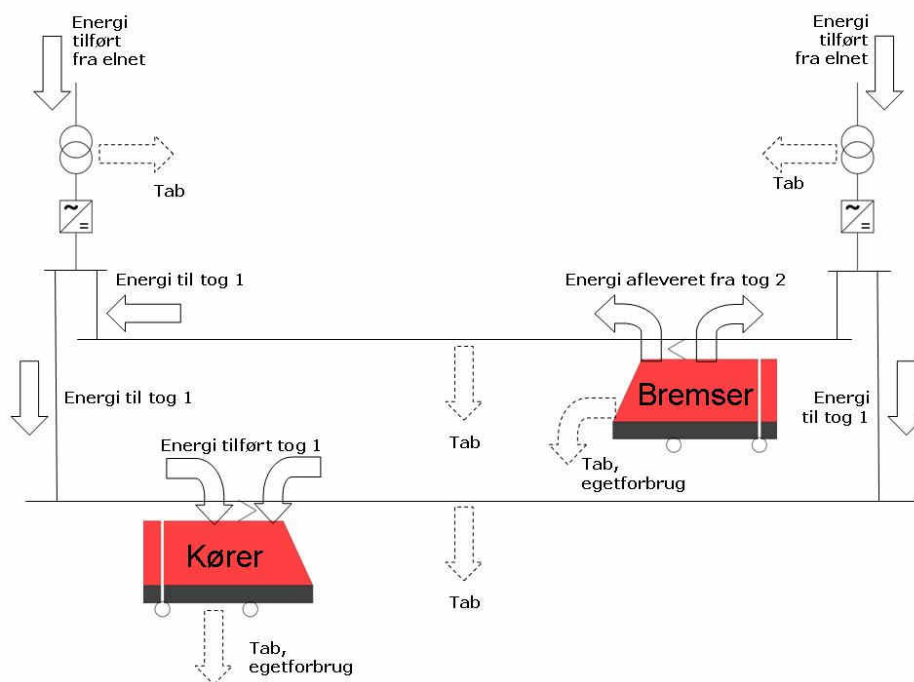 Energi
tilført
fra elnet
Energi
tilført
fra elnet
Tab
Tab
~
=
~
=
Energi til tog 1
Energi afleveret fra tog 2
Energi til tog 1
Bremser
Energi
til tog 1
Energi tilført tog 1
Tab
Tab,
egetforbrug
Kører
Tab
Tab,
egetforbrug